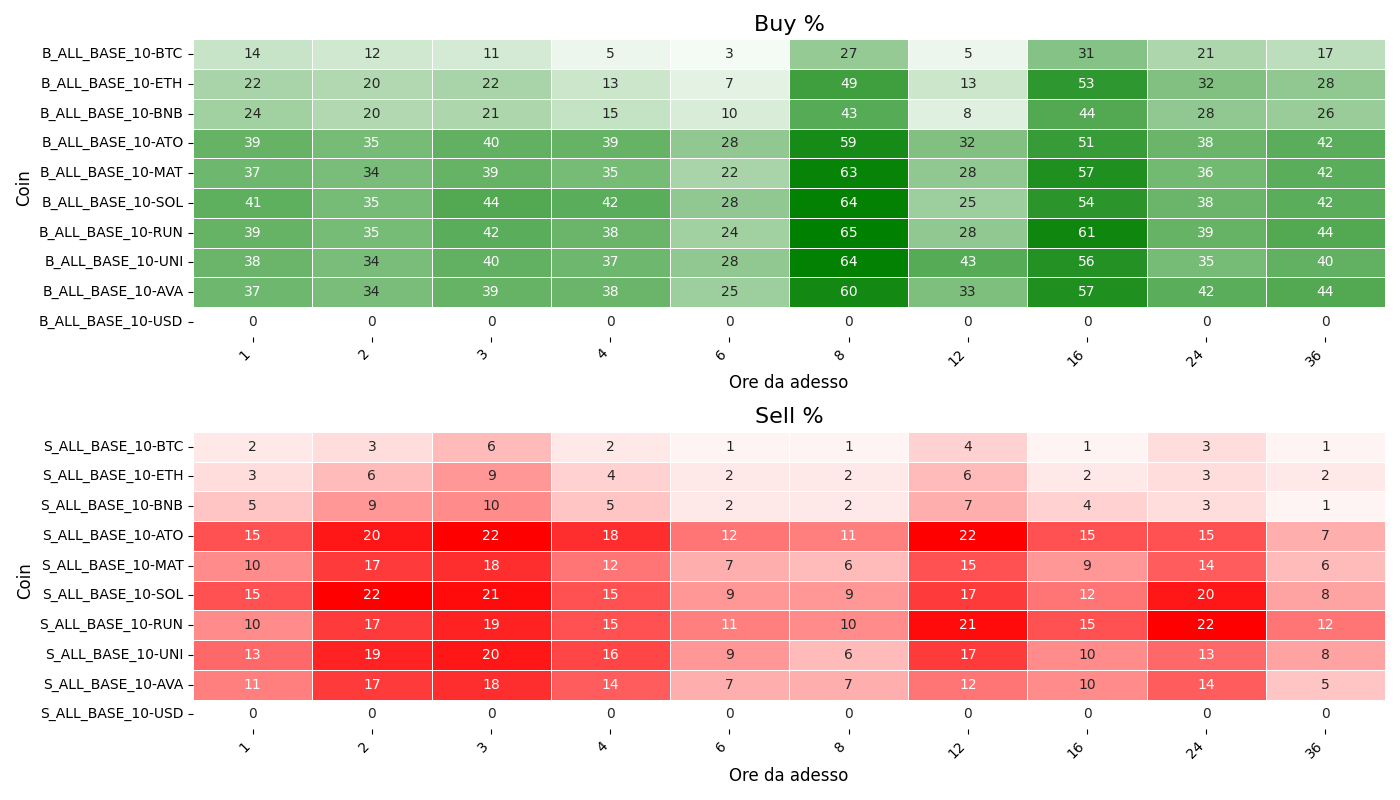 Buy %
Coin
B_ALL_BASE_10-BTC 14 12 11 5 3 27 5 31 21 17
B_ALL_BASE_10-ETH 22 20 22 13 7 49 13 53 32 28
B_ALL_BASE_10-BNB 24 20 21 15 10 43 8 44 28 26
B_ALL_BASE_10-ATO 39 35 40 39 28 59 32 51 38 42
B_ALL_BASE_10-MAT 37 34 39 35 22 63 28 57 36 42
B_ALL_BASE_10-SOL 41 35 44 42 28 64 25 54 38 42
B_ALL_BASE_10-RUN 39 35 42 38 24 65 28 61 39 44
B_ALL_BASE_10-UNI 38 34 40 37 28 64 43 56 35 40
B_ALL_BASE_10-AVA 37 34 39 38 25 60 33 57 42 44
B_ALL_BASE_10-USD 0 0 0 0 0 0 0 0 0 0
1 2 3 4 6 8 12 16 24 36
Ore da adesso
Sell %
Coin
S_ALL_BASE_10-BTC 2 3 6 2 1 1 4 1 3 1
S_ALL_BASE_10-ETH 3 6 9 4 2 2 6 2 3 2
S_ALL_BASE_10-BNB 5 9 10 5 2 2 7 4 3 1
S_ALL_BASE_10-ATO 15 20 22 18 12 11 22 15 15 7
S_ALL_BASE_10-MAT 10 17 18 12 7 6 15 9 14 6
S_ALL_BASE_10-SOL 15 22 21 15 9 9 17 12 20 8
S_ALL_BASE_10-RUN 10 17 19 15 11 10 21 15 22 12
S_ALL_BASE_10-UNI 13 19 20 16 9 6 17 10 13 8
S_ALL_BASE_10-AVA 11 17 18 14 7 7 12 10 14 5
S_ALL_BASE_10-USD 0 0 0 0 0 0 0 0 0 0
1 2 3 4 6 8 12 16 24 36
Ore da adesso